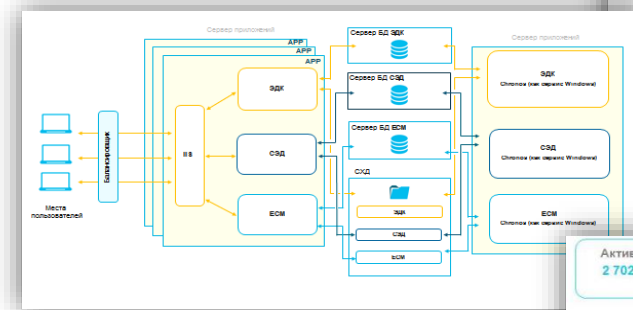 Сервер приложений
APP
APP
APP
IIS
ЭДК
СЭД
ECM
Балансировщик
Места
пользователей
Сервер БД ЭДК
Сервер БД СЭД
Сервер БД ECM
СХД
ЭДК
СЭД
ECM
Сервер приложений
ЭДК
Chronos (как сервис Windows)
СЭД
Chronos (как сервис Windows)
ECM
Chronos (как сервис Windows)
Актив
2 702